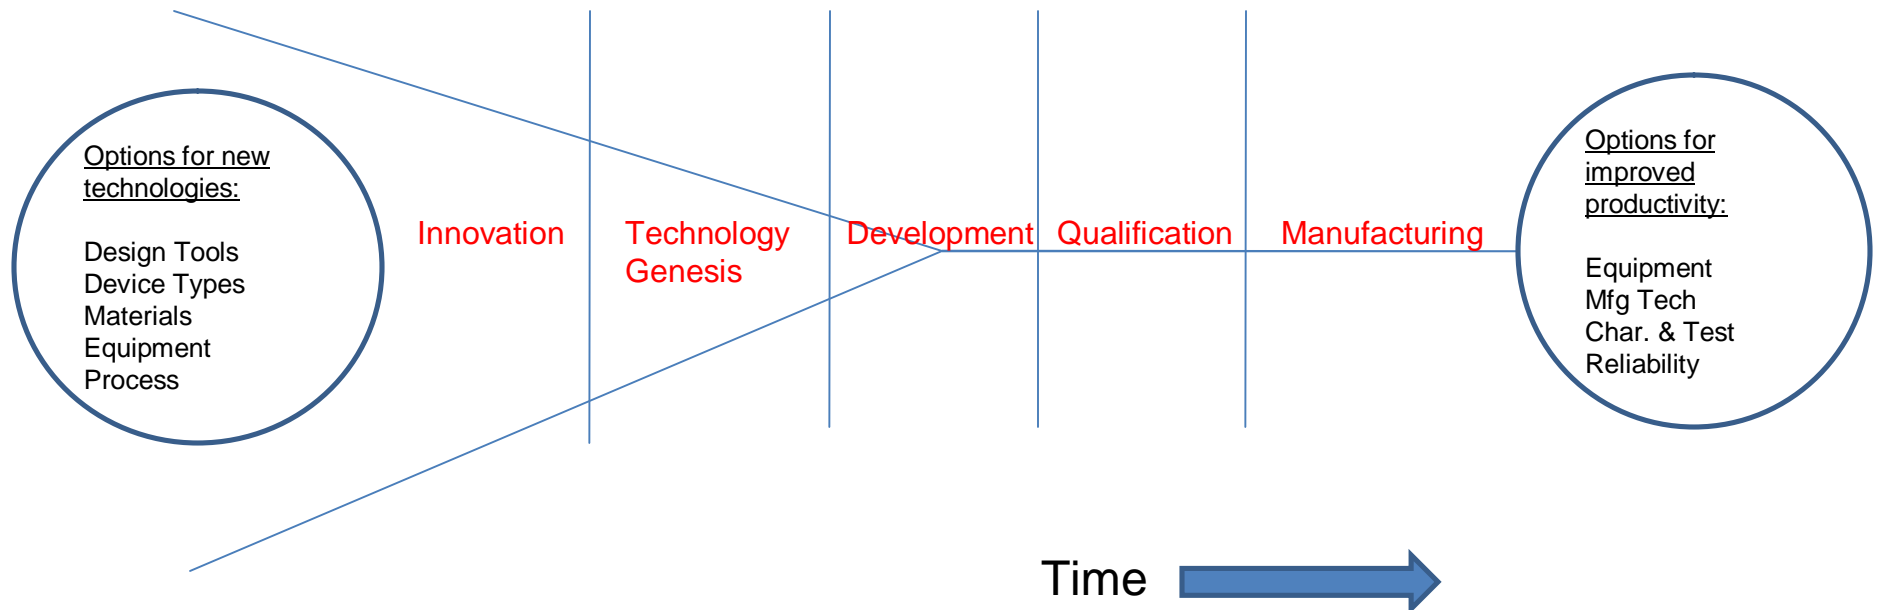 Options for new
technologies:
Design Tools
Device Types
Materials
Equipment
Process
Innovation
Technology
Genesis
Development
Qualification
Manufacturing
Options for
improved
productivity:
Equipment
Mfg Tech
Char. & Test
Reliability
Time